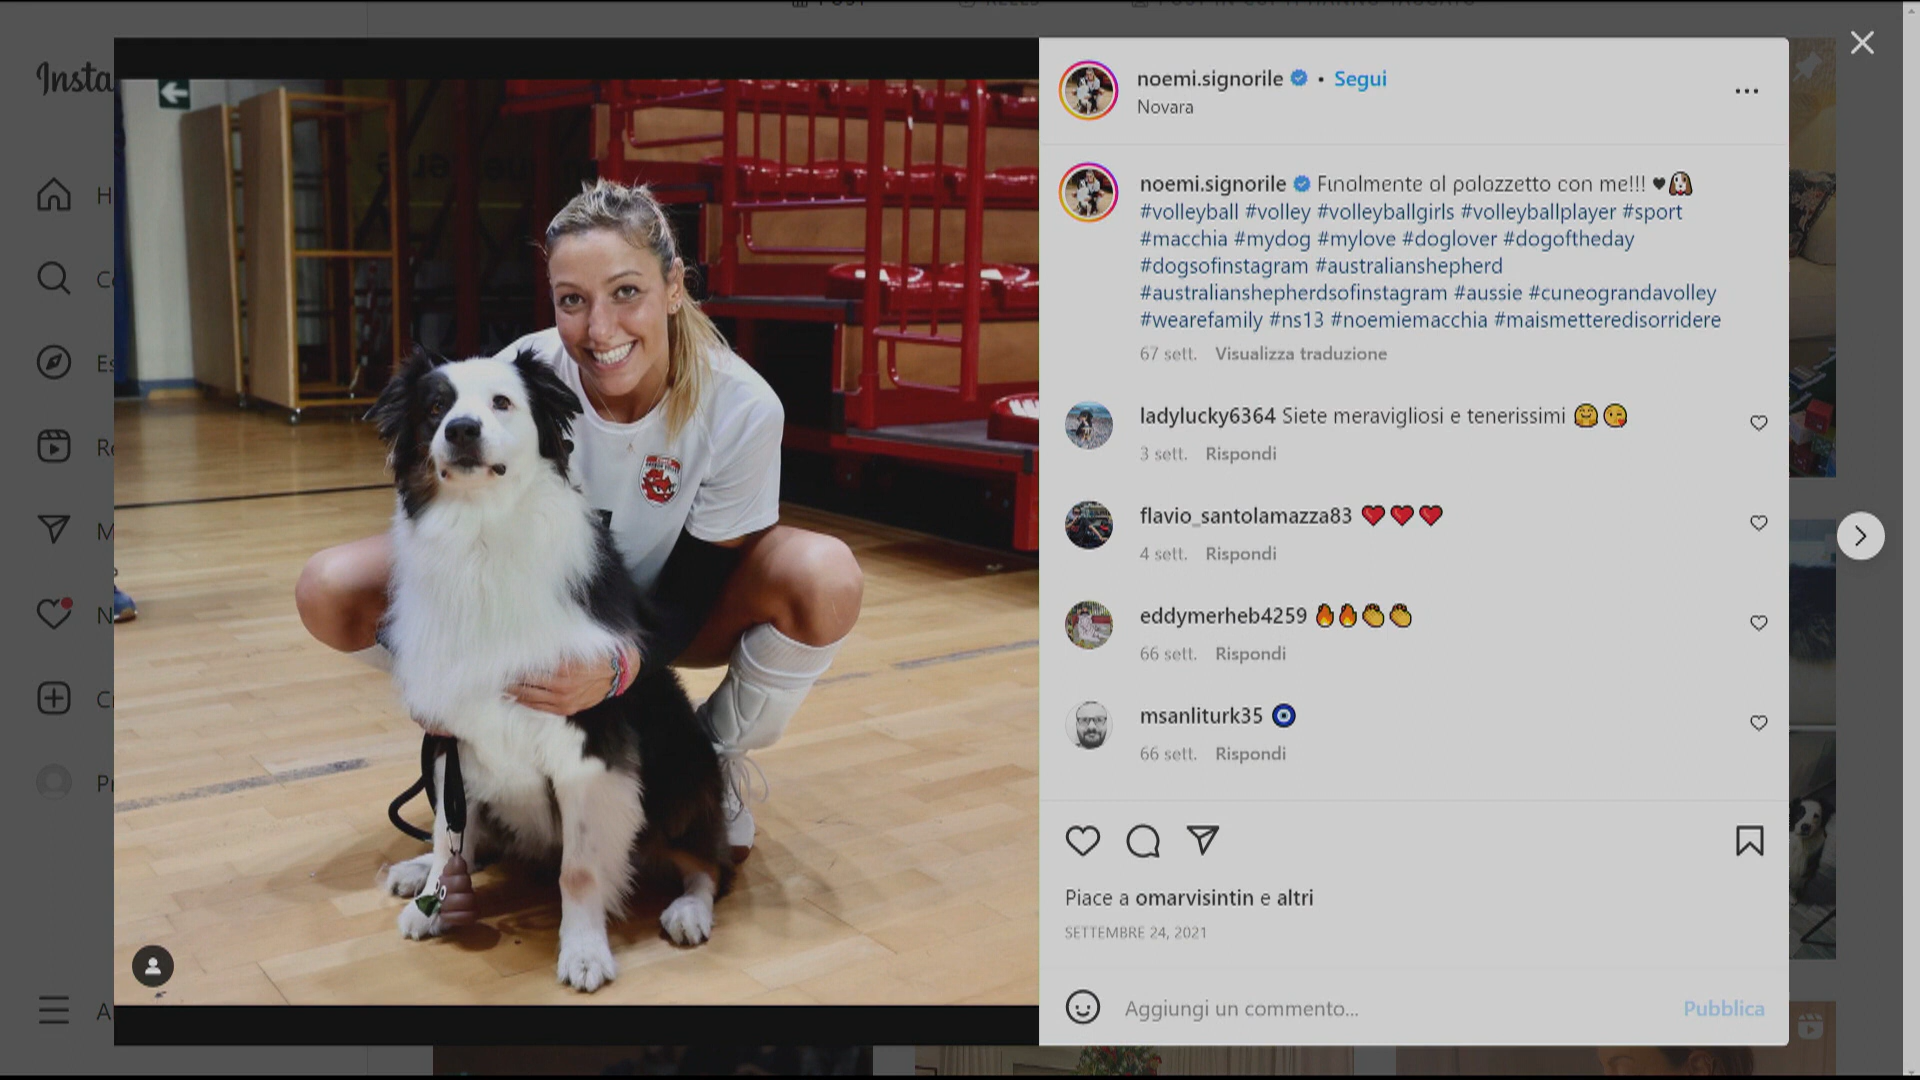 Insta
noemi.signorile • Segui
Novara
noemi.signorile Finalmente al palazzetto con me!!! ♥🐶
#volleyball #volley #volleyballgirls #volleyballplayer #sport
#macchia #mydog #mylove #doglover #dogoftheday
#dogsofinstagram #australianshepherd
#australianshepherdsofinstagram #aussie #cuneograndavolley
#wearefamily #ns13 #noemiemacchia #maismetteredisorridere
67 sett. Visualizza traduzione
ladylucky6364 Siete meravigliosi e tenerissimi 🤗😘
3 sett. Rispondi
flavio_santolamazza83 ❤❤❤
4 sett. Rispondi
eddymerheb4259 🔥🔥👏👏
66 sett. Rispondi
msanliturk35 🧿
66 sett. Rispondi
Piace a omarvisintin e altri
SETTEMBRE 24, 2021
Aggiungi un commento...
Pubblica